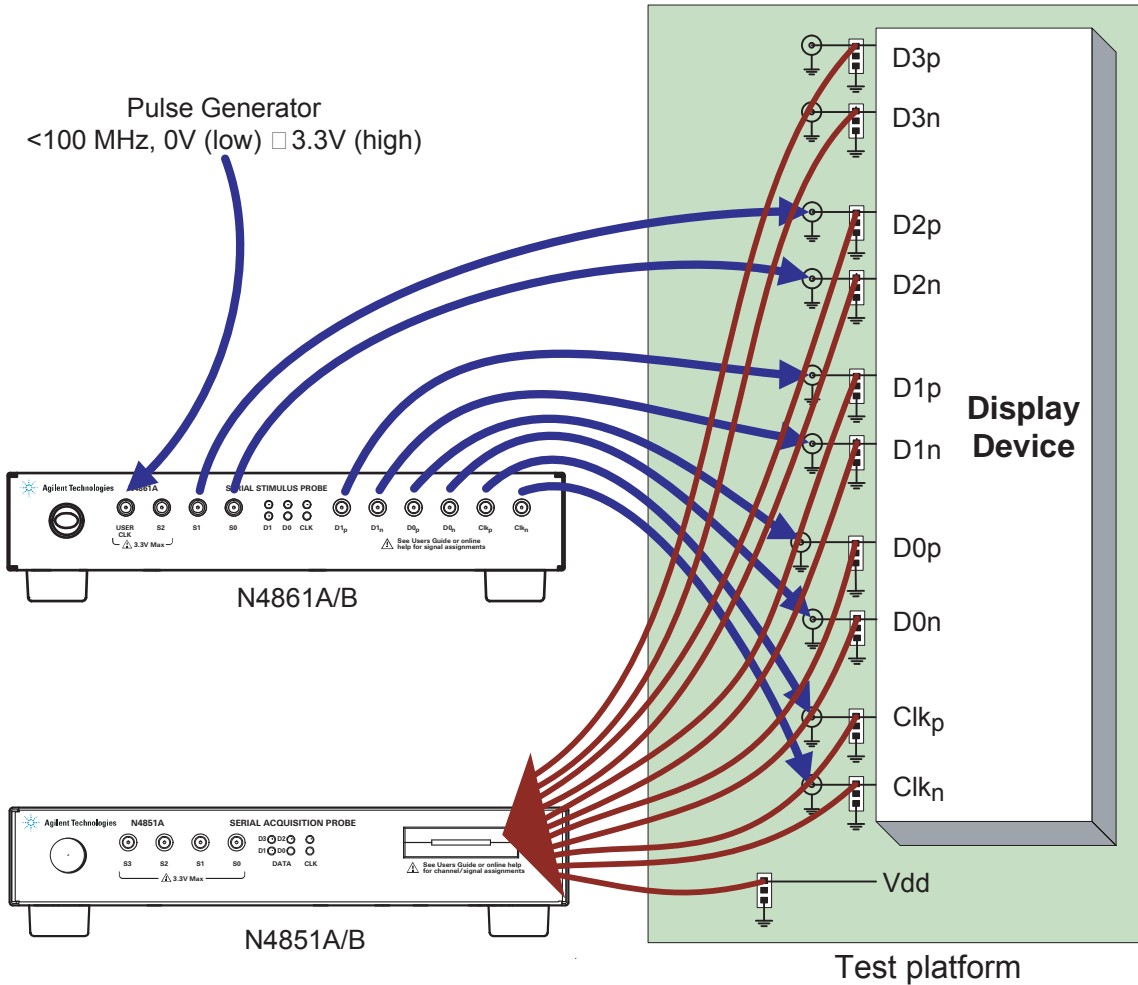 Pulse Generator
<100 MHz, 0V (low) □ 3.3V (high)
D3p
D3n
D2p
D2n
D1p
D1n
D0p
D0n
Clkp
Clkn
Vdd
Display
Device
Test platform
Agilent Technologies N4861A SERIAL STIMULUS PROBE
USER CLK S2 S1 S0 D1 D0 CLK D1p D1n D0p D0n Clkp Clkn
3.3V Max
See Users Guide or online
help for signal assignments
N4861A/B
Agilent Technologies N4851A SERIAL ACQUISITION PROBE
D3 D2
D1 D0
S3 S2 S1 S0 DATA CLK
3.3V Max
See Users Guide or online help
for channel/signal assignments
N4851A/B